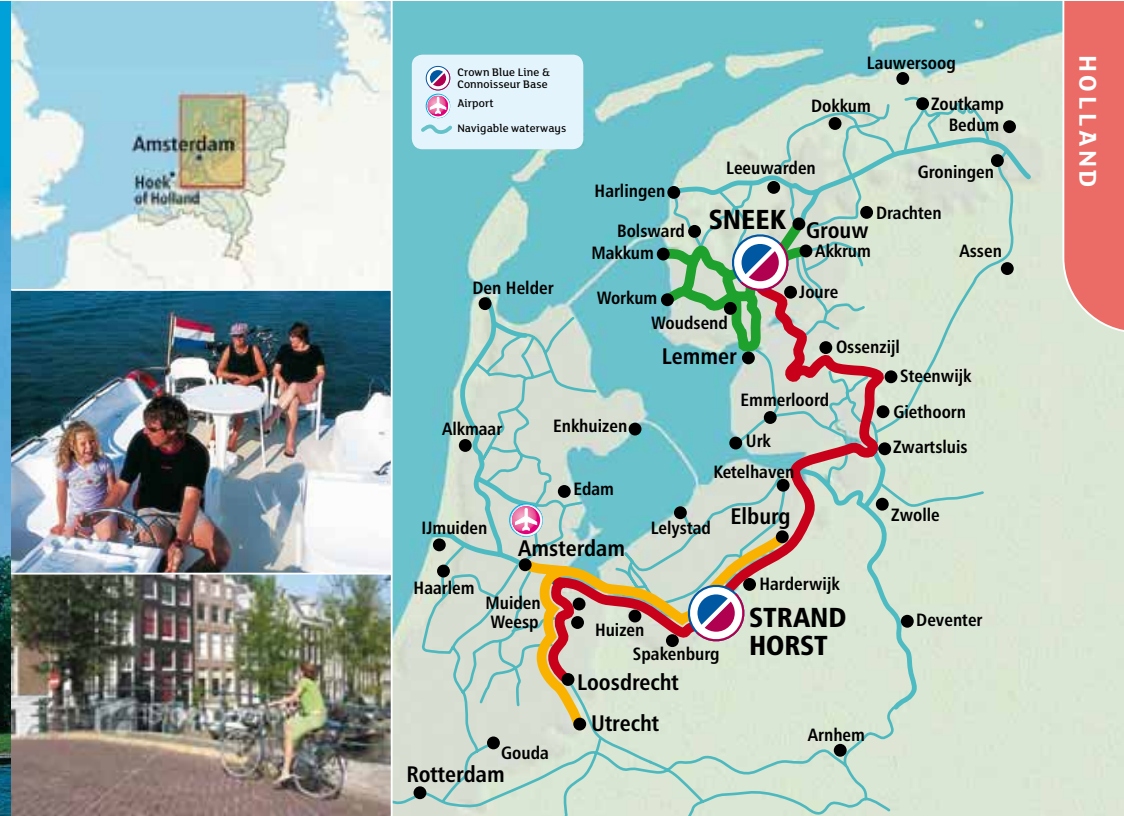 Amsterdam
Hoek
of Holland
Crown Blue Line &
Connoisseur Base
Airport
Navigable waterways
HOLLAND
Lauwersoog
Dokkum
Zoutkamp
Bedum
Groningen
Leeuwarden
Harlingen
Drachten
SNEEK
Grouw
Bolsward
Akkrum
Makkum
Assen
Den Helder
Joure
Workum
Woudsend
Lemmer
Ossenzijl
Steenwijk
Emmerloord
Giethoorn
Alkmaar
Enkhuizen
Urk
Zwartsluis
Ketelhaven
Edam
Lelystad
Elburg
Zwolle
IJmuiden
Amsterdam
Haarlem
Harderwijk
Muiden
Weesp
Huizen
STRAND
HORST
Deventer
Spakenburg
Loosdrecht
Utrecht
Arnhem
Gouda
Rotterdam